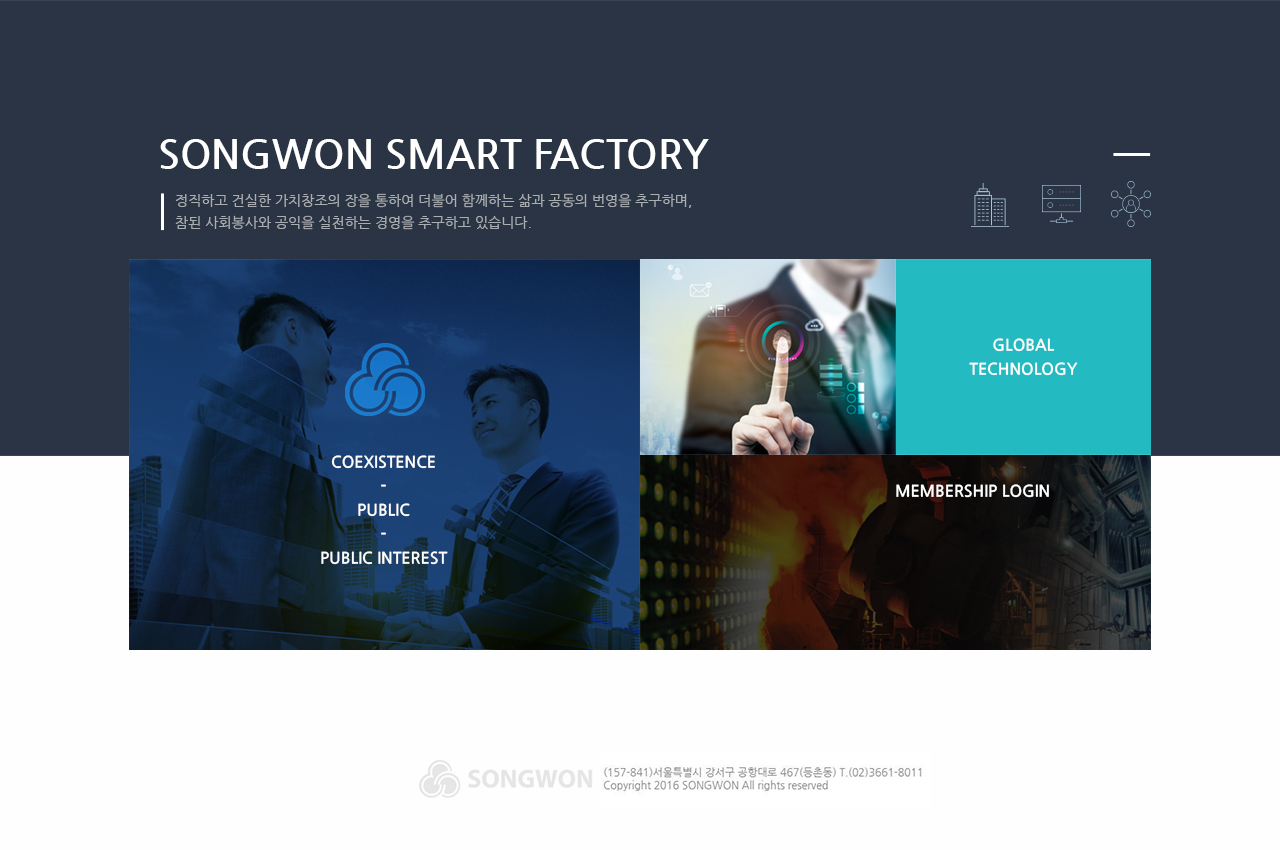 SONGWON SMART FACTORY
정직하고 건실한 가치창조의 장을 통하여 더불어 함께하는 삶과 공동의 번영을 추구하며,
참된 사회봉사와 공익을 실천하는 경영을 추구하고 있습니다.
GLOBAL
TECHNOLOGY
COEXISTENCE
-
PUBLIC
-
PUBLIC INTEREST
MEMBERSHIP LOGIN
SONGWON
(157-841)서울특별시 강서구 공항대로 467(등촌동) T.(02)3661-8011
Copyright 2016 SONGWON All rights reserved